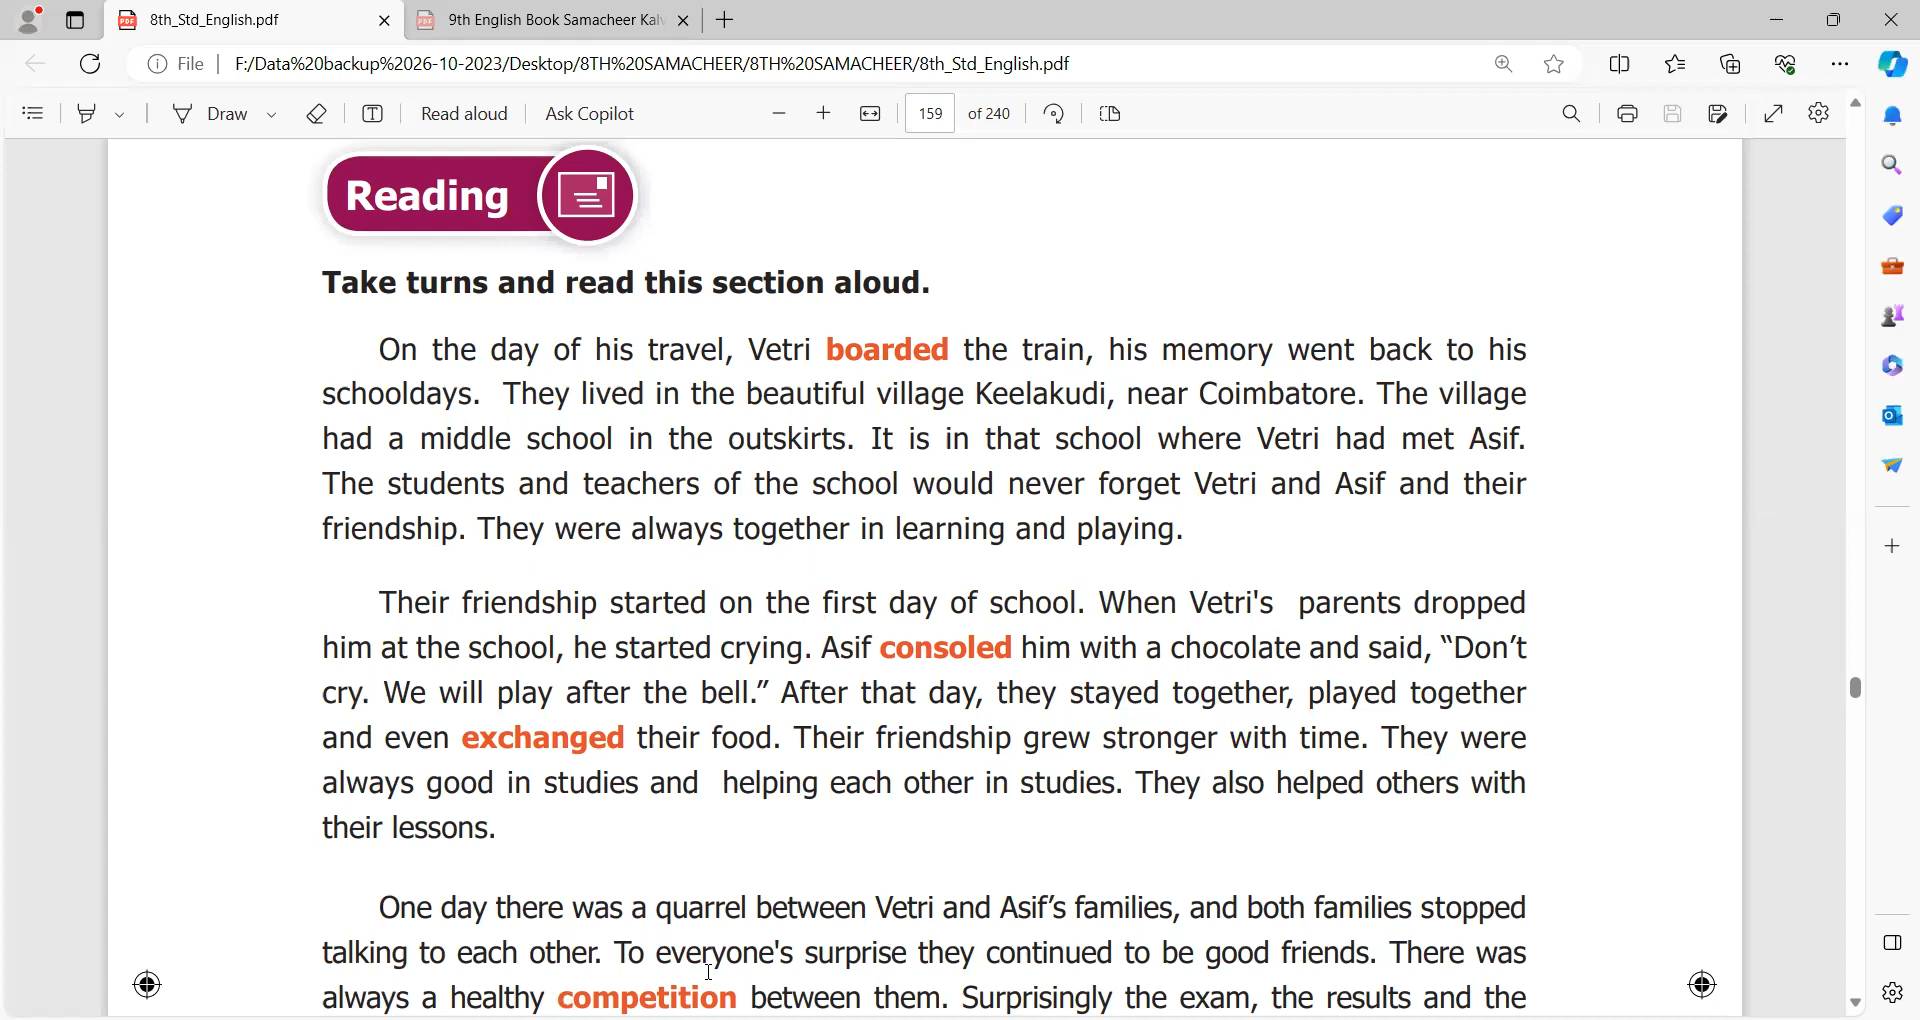 8th_Std_English.pdf
9th English Book Samacheer Kalv
File
F:/Data%20backup%2026-10-2023/Desktop/8TH%20SAMACHEER/8TH%20SAMACHEER/8th_Std_English.pdf
Draw
Read aloud
Ask Copilot
159 of 240
Reading
Take turns and read this section aloud.
On the day of his travel, Vetri boarded the train, his memory went back to his
schooldays. They lived in the beautiful village Keelakudi, near Coimbatore. The village
had a middle school in the outskirts. It is in that school where Vetri had met Asif.
The students and teachers of the school would never forget Vetri and Asif and their
friendship. They were always together in learning and playing.
Their friendship started on the first day of school. When Vetri's parents dropped
him at the school, he started crying. Asif consoled him with a chocolate and said, “Don’t
cry. We will play after the bell.” After that day, they stayed together, played together
and even exchanged their food. Their friendship grew stronger with time. They were
always good in studies and helping each other in studies. They also helped others with
their lessons.
One day there was a quarrel between Vetri and Asif’s families, and both families stopped
talking to each other. To everyone's surprise they continued to be good friends. There was
always a healthy competition between them. Surprisingly the exam, the results and the